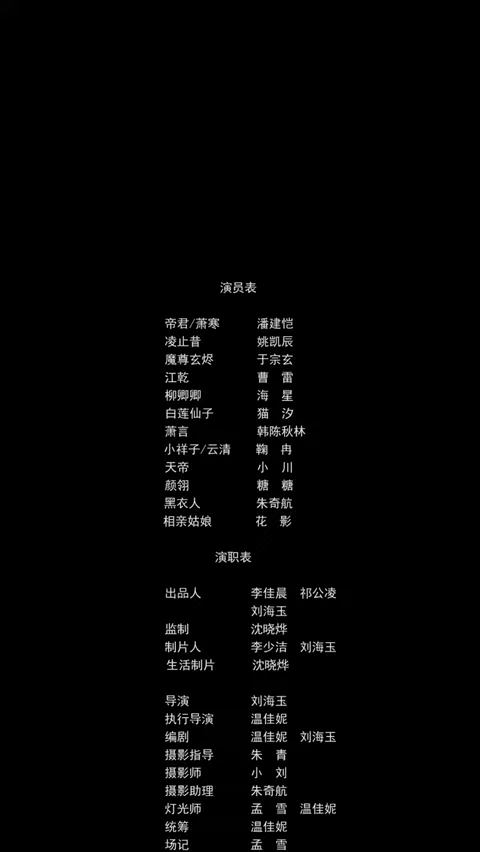 演员表
帝君/萧寒 潘建恺
凌止昔 姚凯辰
魔尊玄烬 于宗玄
江乾 曹 雷
柳卿卿 海 星
白莲仙子 猫 汐
萧言 韩陈秋林
小祥子/云清 鞠 冉
天帝 小 川
颜翎 糖 糖
黑衣人 朱奇航
相亲姑娘 花 影
演职表
出品人 李佳晨 祁公凌
刘海玉
监制 沈晓烨
制片人 李少洁 刘海玉
生活制片 沈晓烨
导演 刘海玉
执行导演 温佳妮
编剧 温佳妮 刘海玉
摄影指导 朱 青
摄影师 小 刘
摄影助理 朱奇航
灯光师 孟 雪 温佳妮
统筹 温佳妮
场记 孟 雪